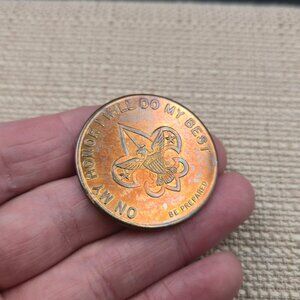 ON MY HONOR I WILL DO MY BEST
BE PREPARED